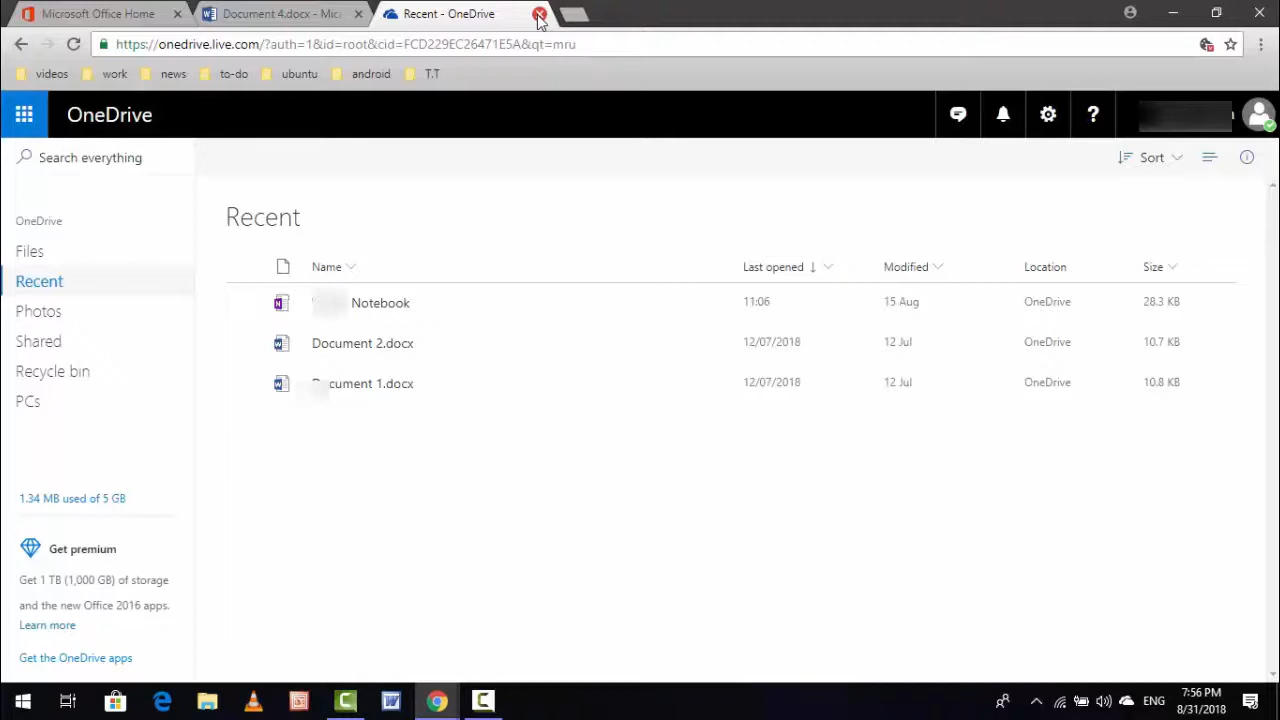 Microsoft Office Home
Document 4.docx - Mic
Recent - OneDrive
https://onedrive.live.com/?auth=1&id=root&cid=FCD229EC26471E5A&qt=mru
videos work news to-do ubuntu android T.T
OneDrive
?
Search everything
Sort
OneDrive
Files
Recent
Photos
Shared
Recycle bin
PCs
Recent
Name Last opened ↓ Modified Location Size
Notebook 11:06 15 Aug OneDrive 28.3 KB
Document 2.docx 12/07/2018 12 Jul OneDrive 10.7 KB
Document 1.docx 12/07/2018 12 Jul OneDrive 10.8 KB
1.34 MB used of 5 GB
Get premium
Get 1 TB (1,000 GB) of storage
and the new Office 2016 apps.
Learn more
Get the OneDrive apps
ENG
7:56 PM
8/31/2018